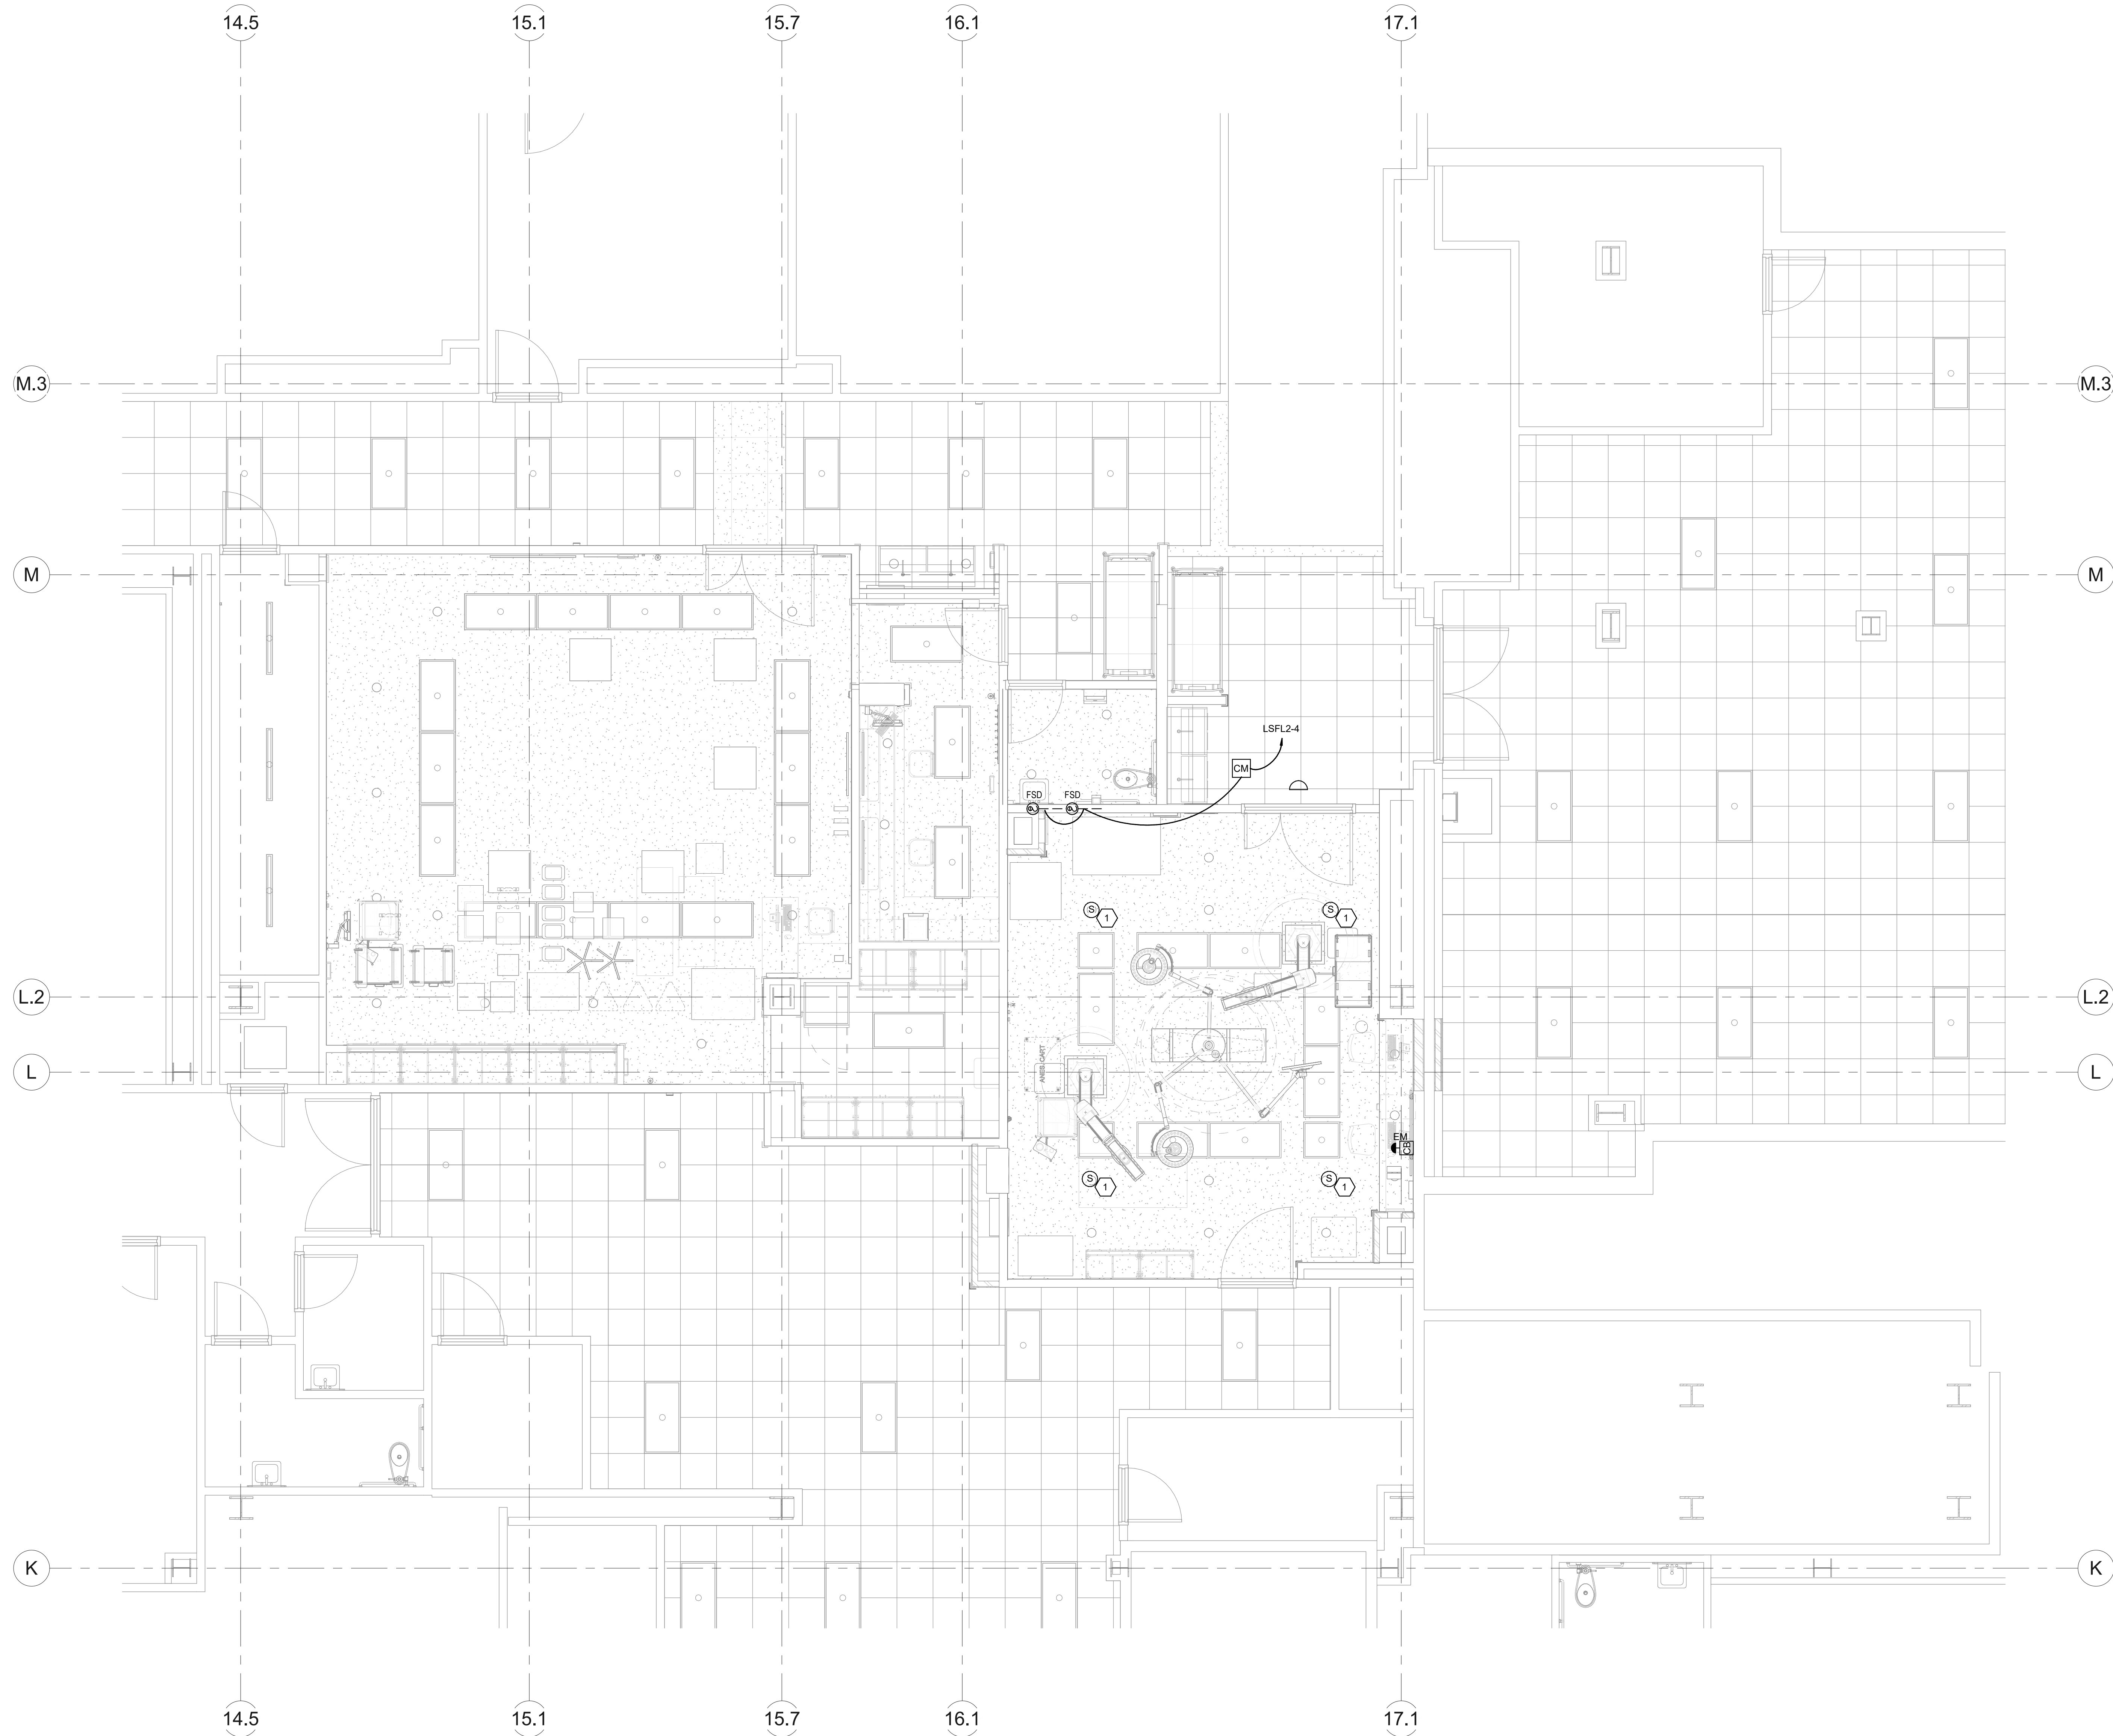 14.5 15.1 15.7 16.1 17.1
M.3 M.3
M M
LSFL2-4
CM
FSD FSD
S 1 S 1
L.2 L.2
ANES. CART
L L
EM
CB
S 1 S 1
K K
14.5 15.1 15.7 16.1 17.1